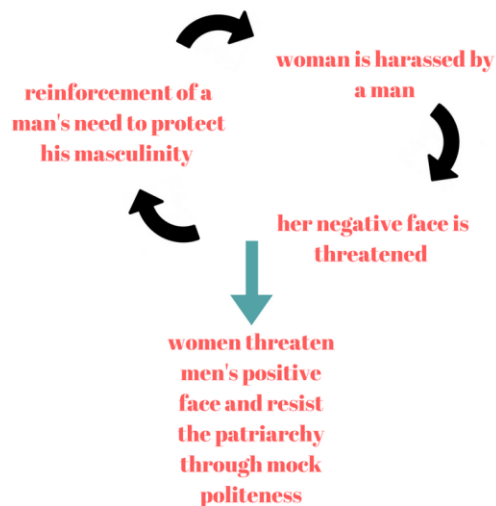 woman is harassed by
a man
her negative face is
threatened
women threaten
men's positive
face and resist
the patriarchy
through mock
politeness
reinforcement of a
man's need to protect
his masculinity